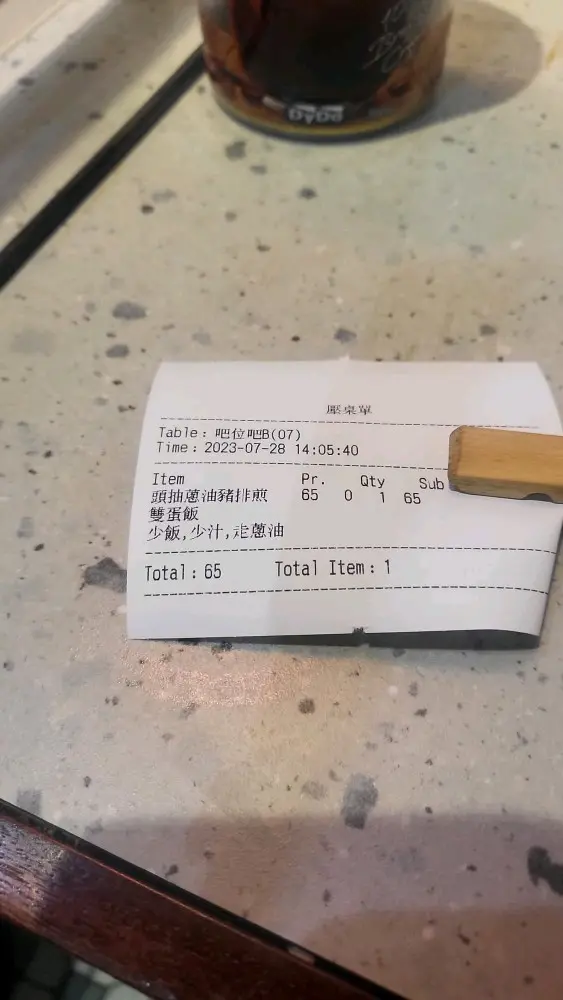 壓桌單
Table: 吧位吧B(07)
Time: 2023-07-28 14:05:40
Item Pr. Qty Sub
頭抽蔥油豬排煎 65 0 1 65
雙蛋飯
少飯,少汁,走蔥油
Total: 65 Total Item: 1